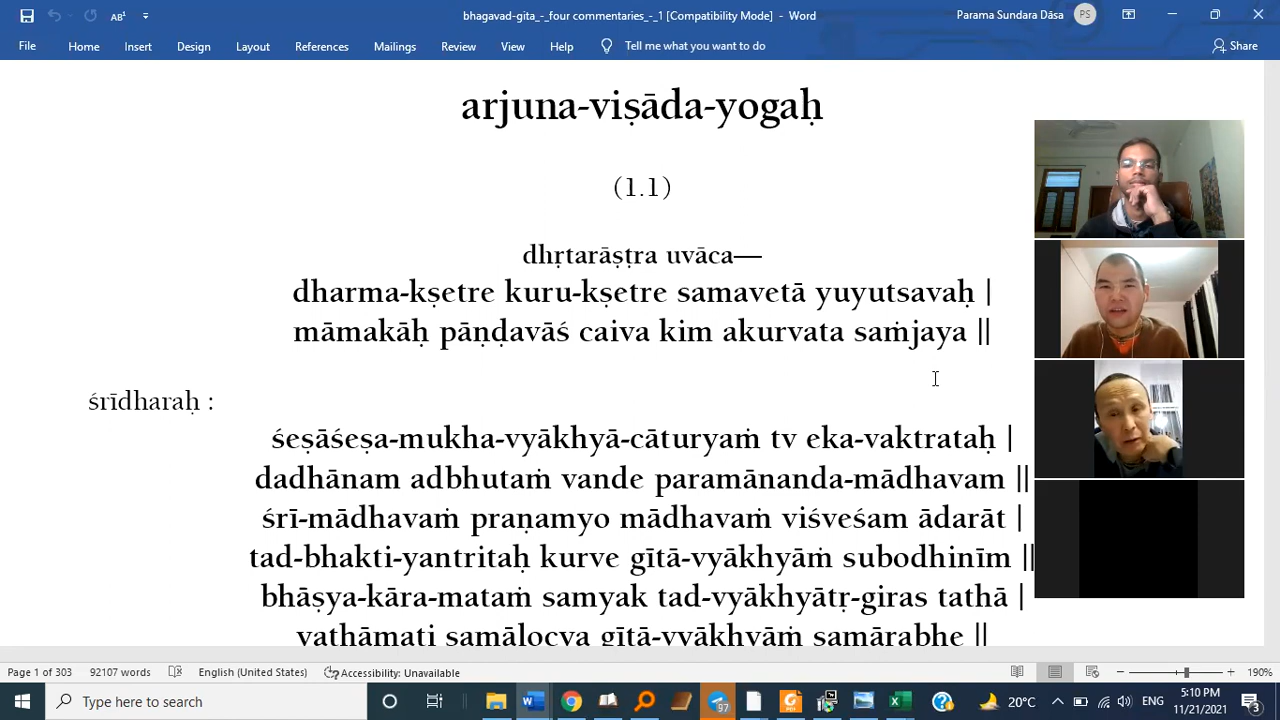 bhagavad-gita_-_four commentaries_-_1 [Compatibility Mode] - Word
Parama Sundara Dāsa
PS
File
Home
Insert
Design
Layout
References
Mailings
Review
View
Help
Tell me what you want to do
Share
arjuna-viṣāda-yogaḥ
(1.1)
dhṛtarāṣṭra uvāca—
dharma-kṣetre kuru-kṣetre samavetā yuyutsavaḥ |
māmakāḥ pāṇḍavāś caiva kim akurvata saṁjaya ||
śrīdharaḥ :
śeṣāśeṣa-mukha-vyākhyā-cāturyaṁ tv eka-vaktrataḥ |
dadhānam adbhutaṁ vande paramānanda-mādhavam ||
śrī-mādhavaṁ praṇamyo mādhavaṁ viśveśam ādarāt |
tad-bhakti-yantritaḥ kurve gītā-vyākhyāṁ subodhinīm ||
bhāṣya-kāra-mataṁ samyak tad-vyākhyātṛ-giras tathā |
yathāmati samālocya gītā-vyākhyāṁ samārabhe ||
Page 1 of 303
92107 words
English (United States)
Accessibility: Unavailable
190%
Type here to search
97
20°C
ENG
5:10 PM
11/21/2021
3